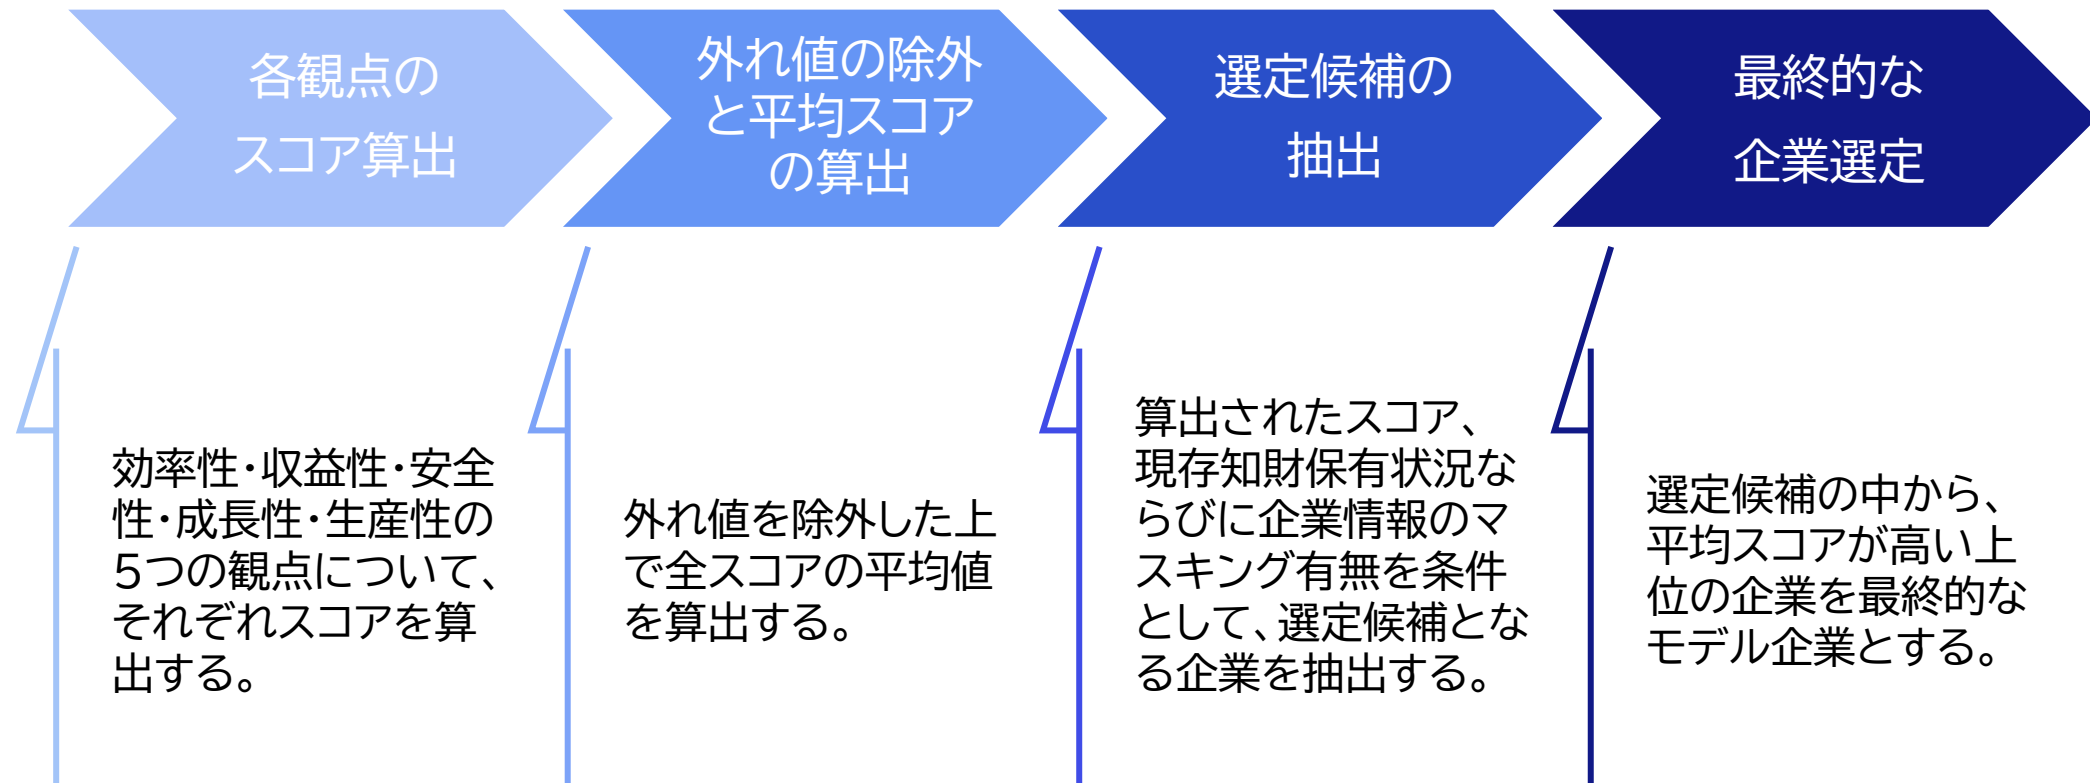 各観点の
スコア算出
外れ値の除外
と平均スコア
の算出
選定候補の
抽出
最終的な
企業選定
効率性・収益性・安全
性・成長性・生産性の
５つの観点について、
それぞれスコアを算
出する。
外れ値を除外した上
で全スコアの平均値
を算出する。
算出されたスコア、
現存知財保有状況な
らびに企業情報のマ
スキング有無を条件
として、選定候補とな
る企業を抽出する。
選定候補の中から、
平均スコアが高い上
位の企業を最終的な
モデル企業とする。